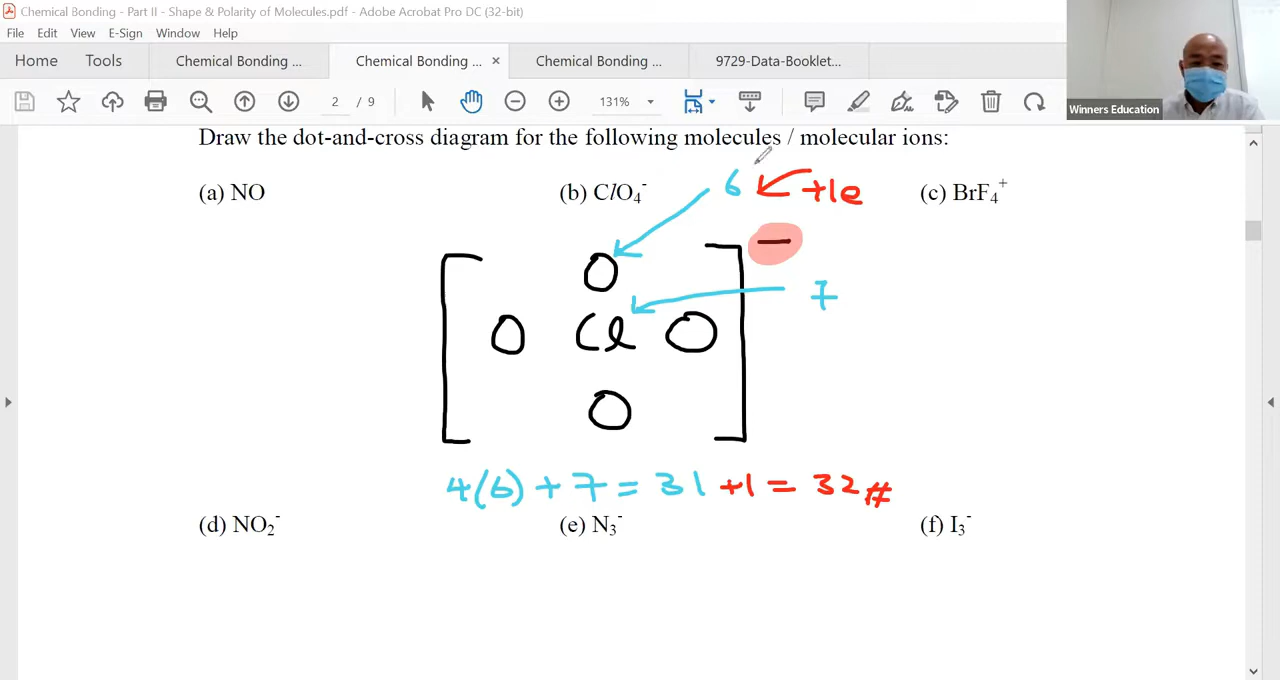 Chemical Bonding - Part II - Shape & Polarity of Molecules.pdf - Adobe Acrobat Pro DC (32-bit)
File Edit View E-Sign Window Help
Home Tools Chemical Bonding ... Chemical Bonding ... × Chemical Bonding ... 9729-Data-Booklet...
2 / 9 131%
Winners Education
Draw the dot-and-cross diagram for the following molecules / molecular ions:
(a) NO (b) ClO4- (c) BrF4+
6 +1e
O −
7
O Cl O
O
4(6) + 7 = 31 +1 = 32 #
(d) NO2- (e) N3- (f) I3-